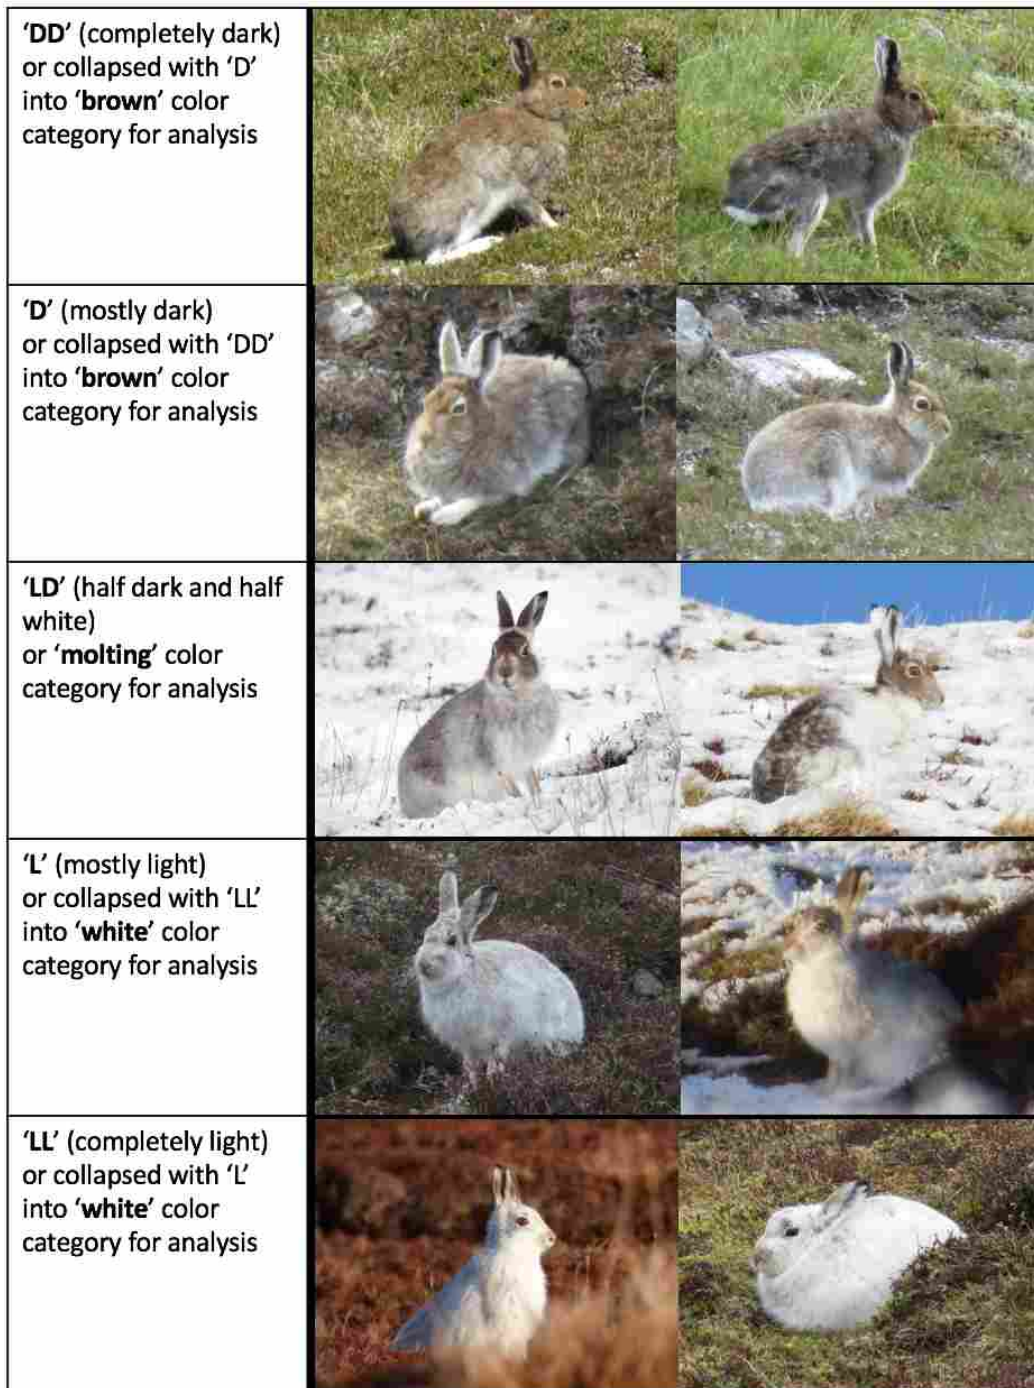 ‘DD’ (completely dark)
or collapsed with ‘D’
into ‘brown’ color
category for analysis
‘D’ (mostly dark)
or collapsed with ‘DD’
into ‘brown’ color
category for analysis
‘LD’ (half dark and half
white)
or ‘molting’ color
category for analysis
‘L’ (mostly light)
or collapsed with ‘LL’
into ‘white’ color
category for analysis
‘LL’ (completely light)
or collapsed with ‘L’
into ‘white’ color
category for analysis